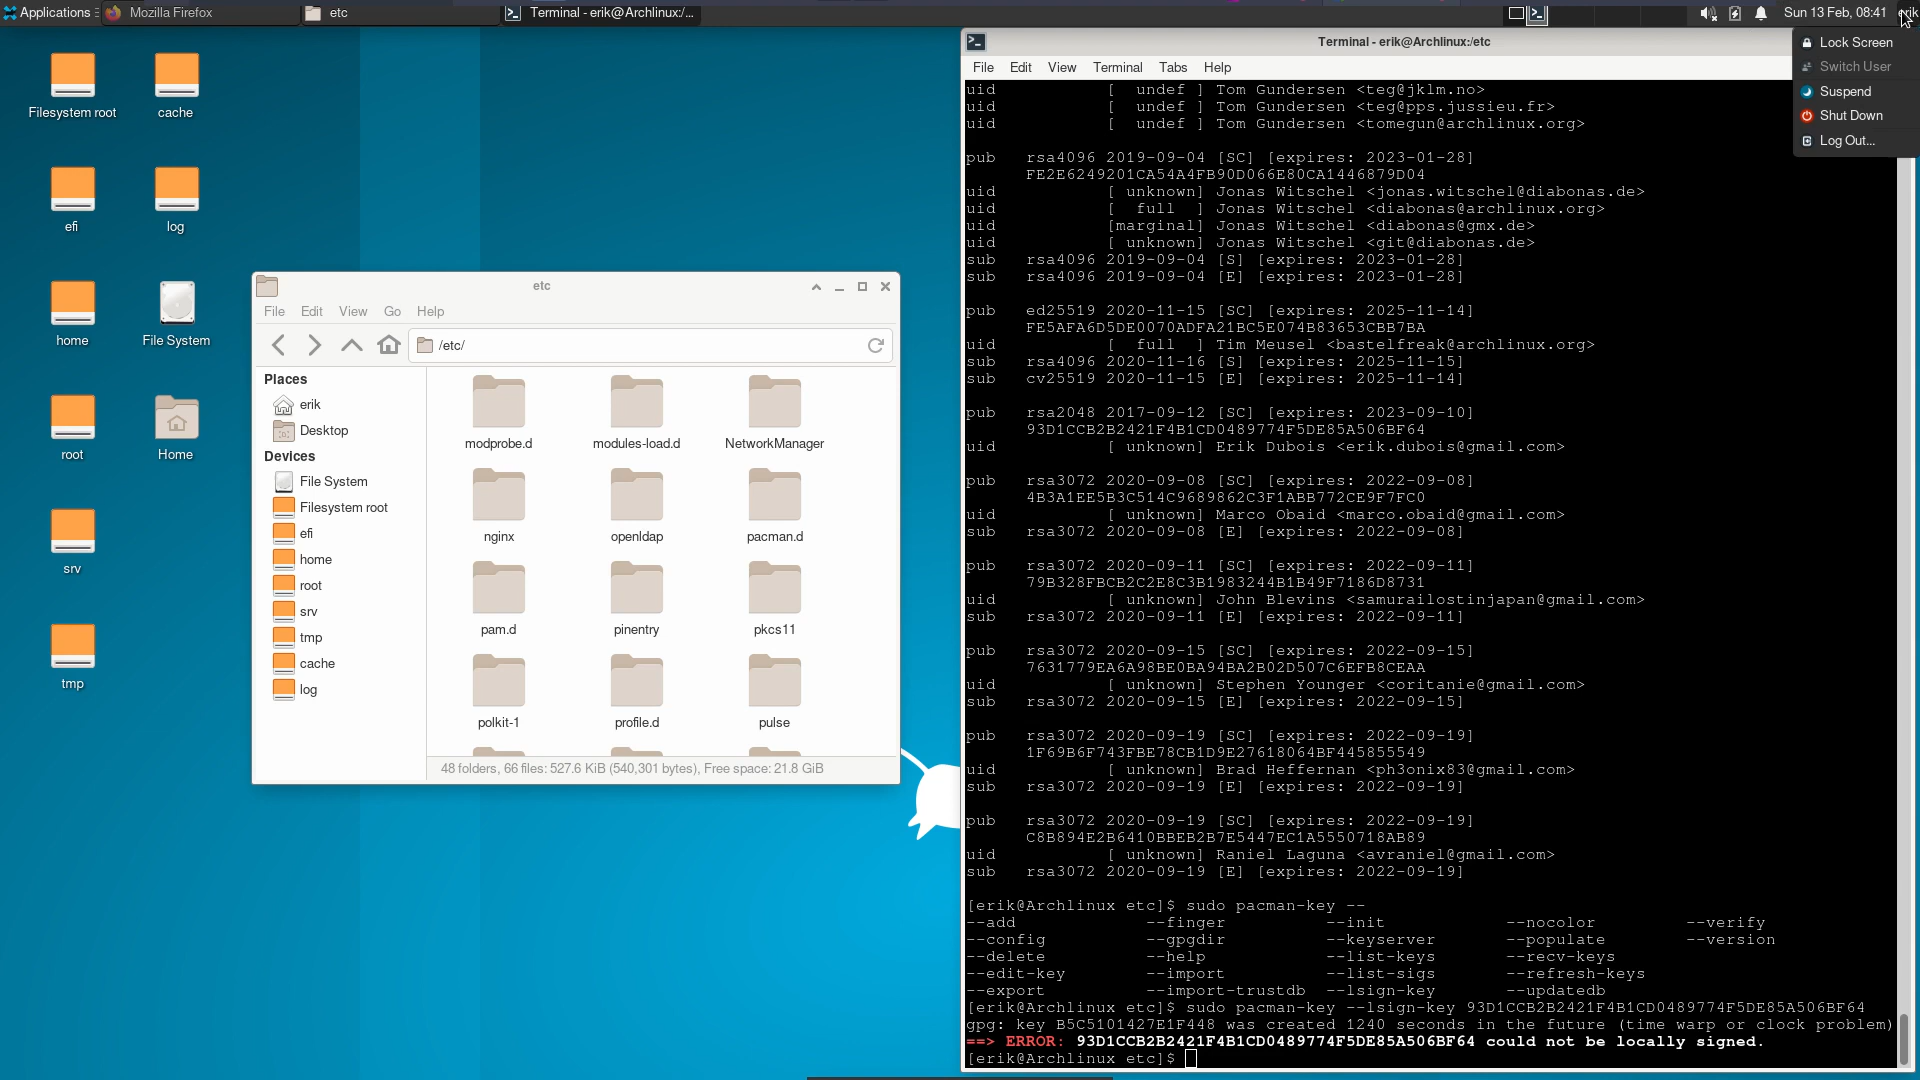 Applications
Mozilla Firefox
etc
Terminal - erik@Archlinux:/...
Sun 13 Feb, 08:41
erik
Lock Screen
Switch User
Suspend
Shut Down
Log Out...
Filesystem root
cache
efi
log
home
File System
root
Home
srv
tmp
etc
File Edit View Go Help
/etc/
Places
erik
Desktop
Devices
File System
Filesystem root
efi
home
root
srv
tmp
cache
log
modprobe.d modules-load.d NetworkManager
nginx openldap pacman.d
pam.d pinentry pkcs11
polkit-1 profile.d pulse
48 folders, 66 files: 527.6 KiB (540,301 bytes), Free space: 21.8 GiB
Terminal - erik@Archlinux:/etc
File Edit View Terminal Tabs Help
uid [ undef ] Tom Gundersen <teg@jklm.no>
uid [ undef ] Tom Gundersen <teg@pps.jussieu.fr>
uid [ undef ] Tom Gundersen <tomegun@archlinux.org>
pub rsa4096 2019-09-04 [SC] [expires: 2023-01-28]
FE2E6249201CA54A4FB90D066E80CA1446879D04
uid [ unknown] Jonas Witschel <jonas.witschel@diabonas.de>
uid [ full ] Jonas Witschel <diabonas@archlinux.org>
uid [marginal] Jonas Witschel <diabonas@gmx.de>
uid [ unknown] Jonas Witschel <git@diabonas.de>
sub rsa4096 2019-09-04 [S] [expires: 2023-01-28]
sub rsa4096 2019-09-04 [E] [expires: 2023-01-28]
pub ed25519 2020-11-15 [SC] [expires: 2025-11-14]
FE5AFA6D5DE0070ADFA21BC5E074B83653CBB7BA
uid [ full ] Tim Meusel <bastelfreak@archlinux.org>
sub rsa4096 2020-11-16 [S] [expires: 2025-11-15]
sub cv25519 2020-11-15 [E] [expires: 2025-11-14]
pub rsa2048 2017-09-12 [SC] [expires: 2023-09-10]
93D1CCB2B2421F4B1CD0489774F5DE85A506BF64
uid [ unknown] Erik Dubois <erik.dubois@gmail.com>
pub rsa3072 2020-09-08 [SC] [expires: 2022-09-08]
4B3A1EE5B3C514C9689862C3F1ABB772CE9F7FC0
uid [ unknown] Marco Obaid <marco.obaid@gmail.com>
sub rsa3072 2020-09-08 [E] [expires: 2022-09-08]
pub rsa3072 2020-09-11 [SC] [expires: 2022-09-11]
79B328FBCB2C2E8C3B1983244B1B49F7186D8731
uid [ unknown] John Blevins <samurailostinjapan@gmail.com>
sub rsa3072 2020-09-11 [E] [expires: 2022-09-11]
pub rsa3072 2020-09-15 [SC] [expires: 2022-09-15]
7631779EA6A98BE0BA94BA2B02D507C6EFB8CEAA
uid [ unknown] Stephen Younger <coritanie@gmail.com>
sub rsa3072 2020-09-15 [E] [expires: 2022-09-15]
pub rsa3072 2020-09-19 [SC] [expires: 2022-09-19]
1F69B6F743FBE78CB1D9E27618064BF445855549
uid [ unknown] Brad Heffernan <ph3onix83@gmail.com>
sub rsa3072 2020-09-19 [E] [expires: 2022-09-19]
pub rsa3072 2020-09-19 [SC] [expires: 2022-09-19]
C8B894E2B6410BBEB2B7E5447EC1A5550718AB89
uid [ unknown] Raniel Laguna <avraniel@gmail.com>
sub rsa3072 2020-09-19 [E] [expires: 2022-09-19]
[erik@Archlinux etc]$ sudo pacman-key --
--add --finger --init --nocolor --verify
--config --gpgdir --keyserver --populate --version
--delete --help --list-keys --recv-keys
--edit-key --import --list-sigs --refresh-keys
--export --import-trustdb --lsign-key --updatedb
[erik@Archlinux etc]$ sudo pacman-key --lsign-key 93D1CCB2B2421F4B1CD0489774F5DE85A506BF64
gpg: key B5C5101427E1F448 was created 1240 seconds in the future (time warp or clock problem)
==> ERROR: 93D1CCB2B2421F4B1CD0489774F5DE85A506BF64 could not be locally signed.
[erik@Archlinux etc]$